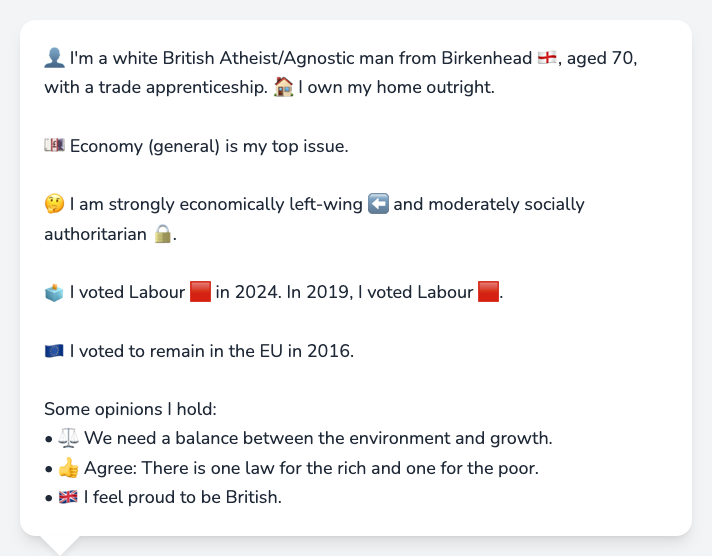 👤 I'm a white British Atheist/Agnostic man from Birkenhead 🏴󠁧󠁢󠁥󠁮󠁧󠁿, aged 70,
with a trade apprenticeship. 🏠 I own my home outright.
💷 Economy (general) is my top issue.
🤔 I am strongly economically left-wing ⬅️ and moderately socially
authoritarian 🔒.
🗳️ I voted Labour 🟥 in 2024. In 2019, I voted Labour 🟥.
🇪🇺 I voted to remain in the EU in 2016.
Some opinions I hold:
• ⚖️ We need a balance between the environment and growth.
• 👍 Agree: There is one law for the rich and one for the poor.
• 🇬🇧 I feel proud to be British.